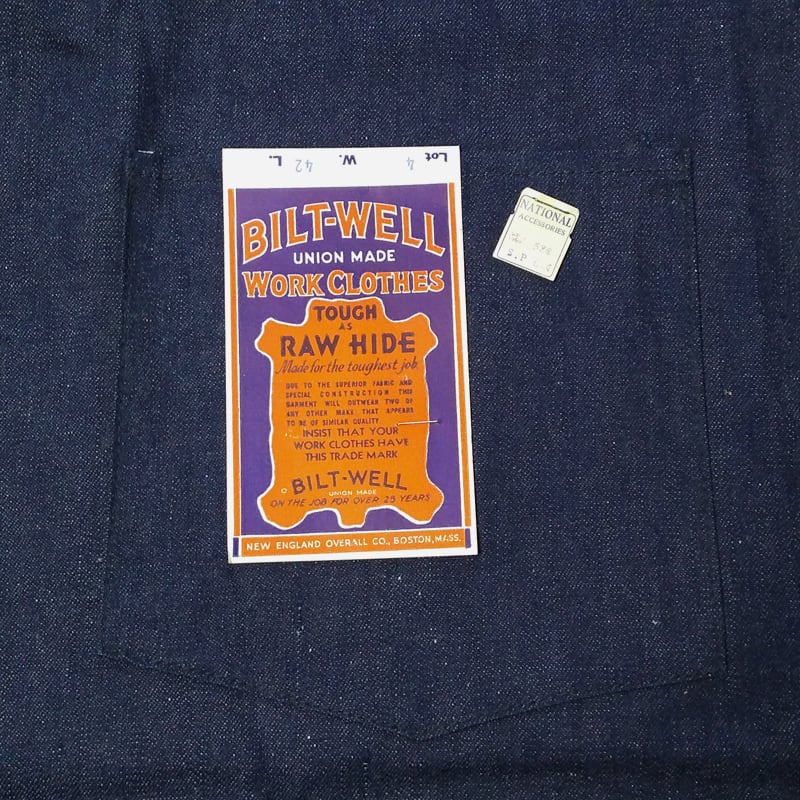 Lot 4 W. 42 L.
BILT-WELL
UNION MADE
WORK CLOTHES
TOUGH
AS
RAW HIDE
Made for the toughest job
DUE TO THE SUPERIOR FABRIC AND
SPECIAL CONSTRUCTION THIS
GARMENT WILL OUTWEAR TWO OF
ANY OTHER MAKE THAT APPEARS
TO BE OF SIMILAR QUALITY
INSIST THAT YOUR
WORK CLOTHES HAVE
THIS TRADE MARK
BILT-WELL
UNION MADE
ON THE JOB FOR OVER 25 YEARS
NEW ENGLAND OVERALL CO., BOSTON, MASS.
NATIONAL
ACCESSORIES
S.P